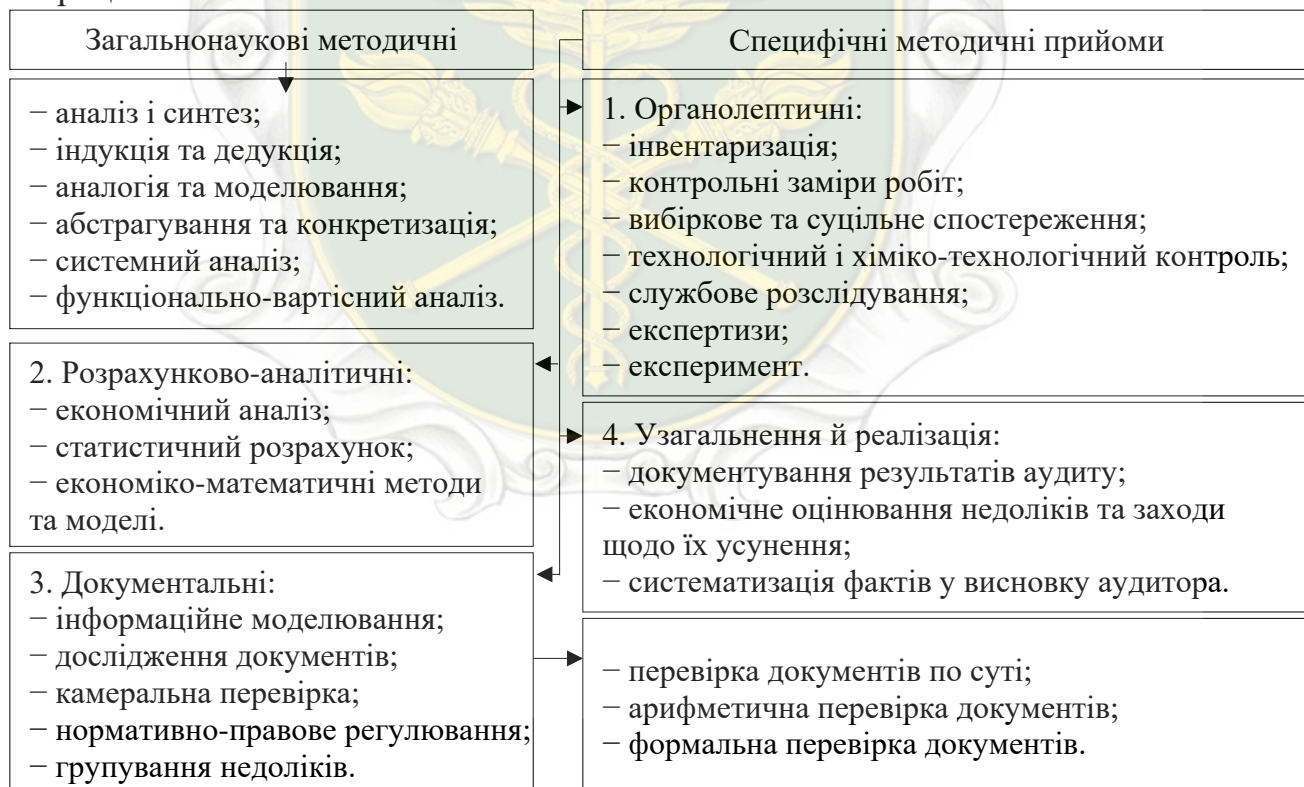 Загальнонаукові методичні
− аналіз і синтез;
− індукція та дедукція;
− аналогія та моделювання;
− абстрагування та конкретизація;
− системний аналіз;
− функціонально-вартісний аналіз.
Специфічні методичні прийоми
1. Органолептичні:
− інвентаризація;
− контрольні заміри робіт;
− вибіркове та суцільне спостереження;
− технологічний і хіміко-технологічний контроль;
− службове розслідування;
− експертизи;
− експеримент.
2. Розрахунково-аналітичні:
− економічний аналіз;
− статистичний розрахунок;
− економіко-математичні методи
та моделі.
3. Документальні:
− інформаційне моделювання;
− дослідження документів;
− камеральна перевірка;
− нормативно-правове регулювання;
− групування недоліків.
4. Узагальнення й реалізація:
− документування результатів аудиту;
− економічне оцінювання недоліків та заходи
щодо їх усунення;
− систематизація фактів у висновку аудитора.
− перевірка документів по суті;
− арифметична перевірка документів;
− формальна перевірка документів.